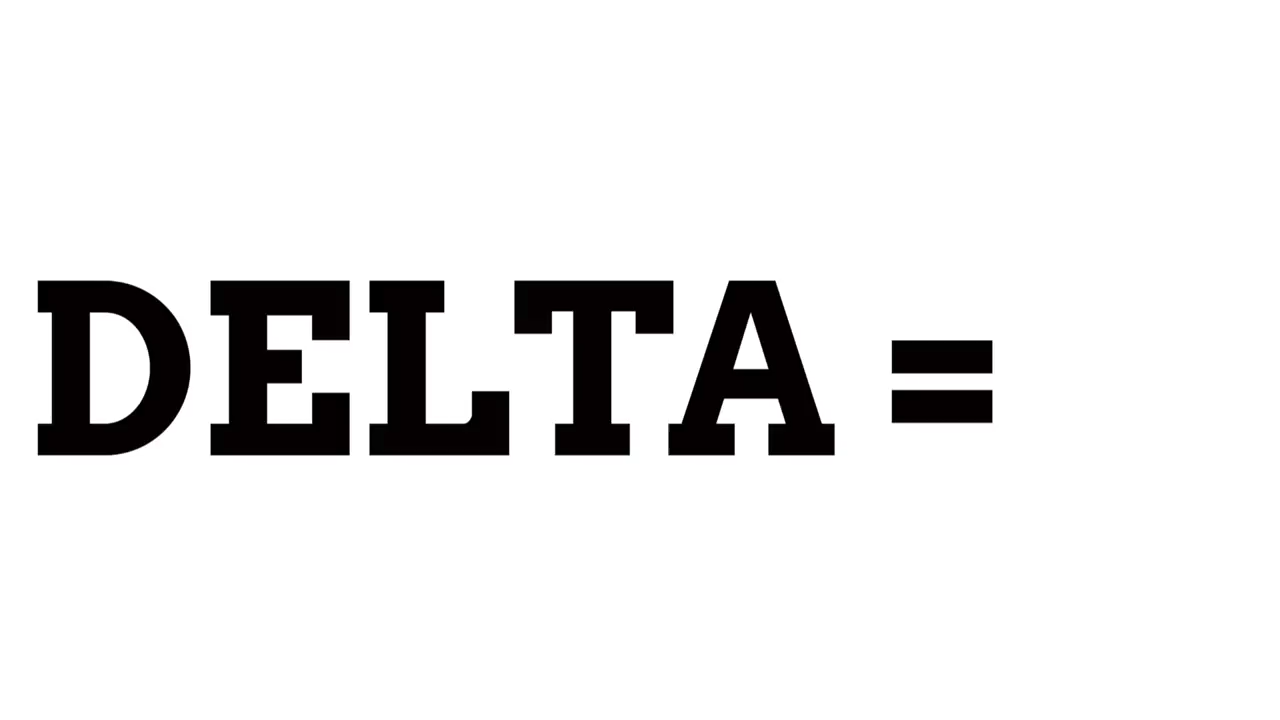 DELTA =